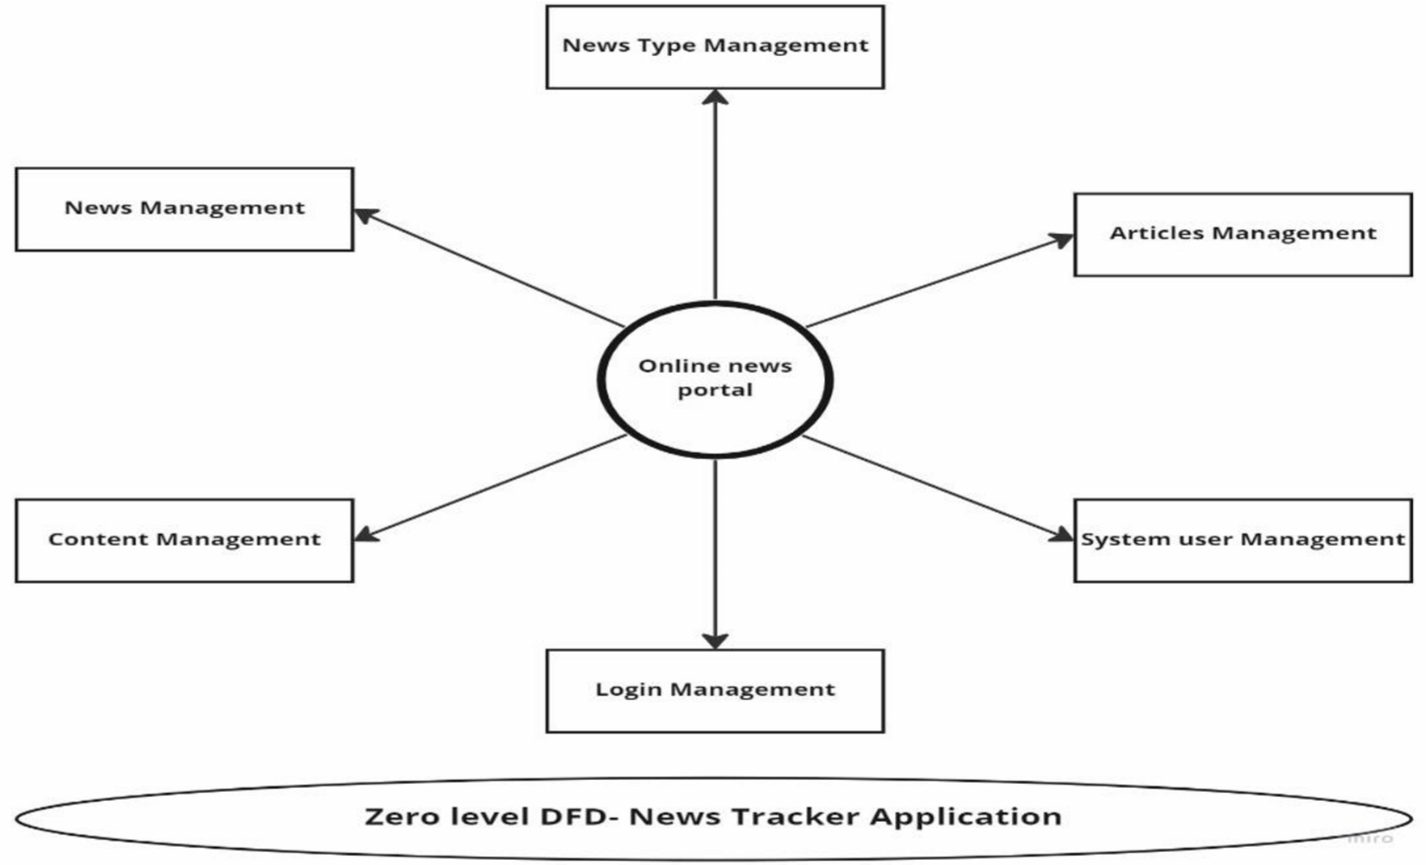 News Type Management
News Management
Articles Management
Online news
portal
Content Management
System user Management
Login Management
Zero level DFD- News Tracker Application
miro